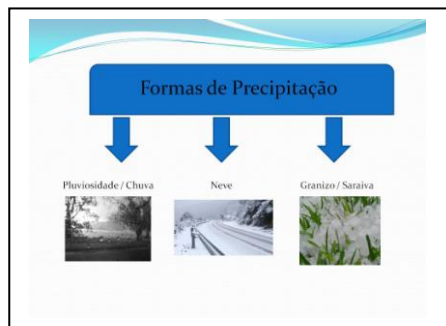 Formas de Precipitação
Pluviosidade / Chuva
Neve
Granizo / Saraiva